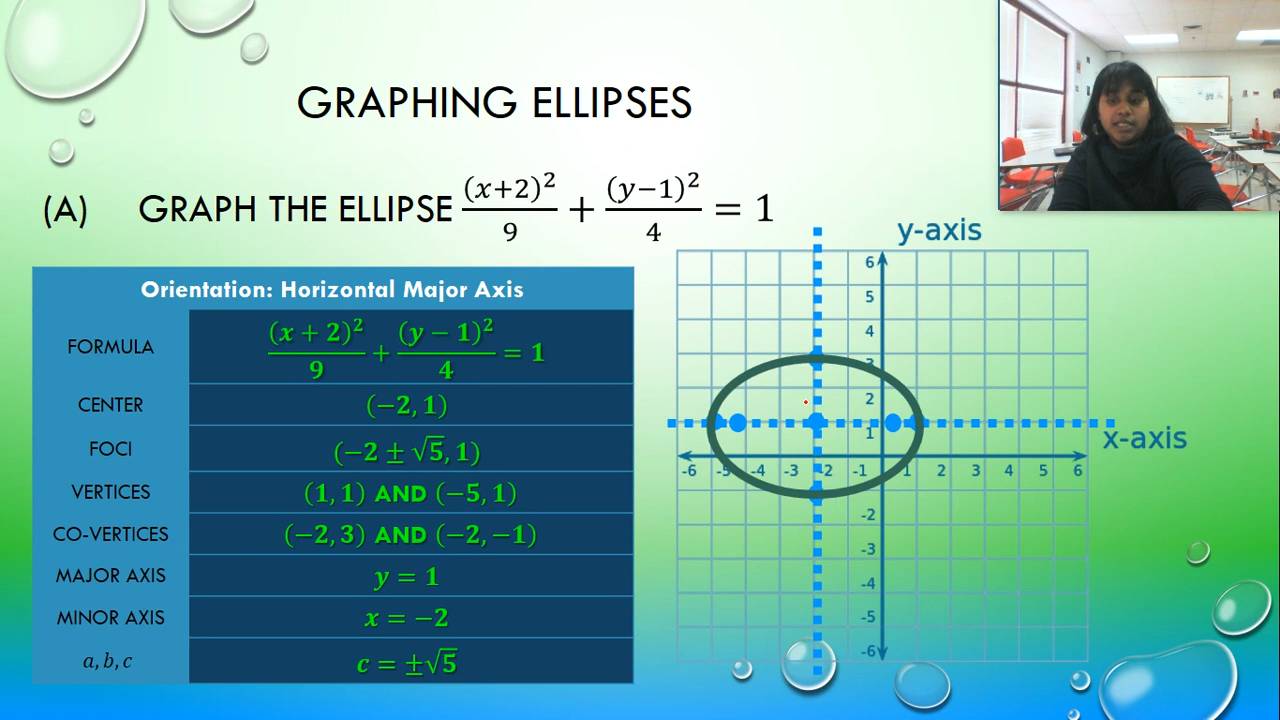 GRAPHING ELLIPSES
(A) GRAPH THE ELLIPSE (x+2)²/9 + (y−1)²/4 = 1
Orientation: Horizontal Major Axis
FORMULA (x + 2)²/9 + (y − 1)²/4 = 1
CENTER (−2, 1)
FOCI (−2 ± √5, 1)
VERTICES (1, 1) AND (−5, 1)
CO-VERTICES (−2, 3) AND (−2, −1)
MAJOR AXIS y = 1
MINOR AXIS x = −2
a, b, c c = ±√5
y-axis
6
5
4
3
2
1
x-axis
-6 -5 -4 -3 -2 -1 1 2 3 4 5 6
-2
-3
-4
-5
-6